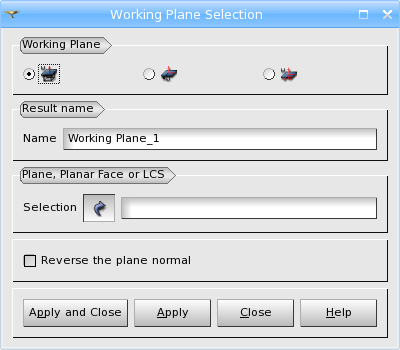 Working Plane Selection
Working Plane
Result name
Name Working Plane_1
Plane, Planar Face or LCS
Selection
Reverse the plane normal
Apply and Close Apply Close Help